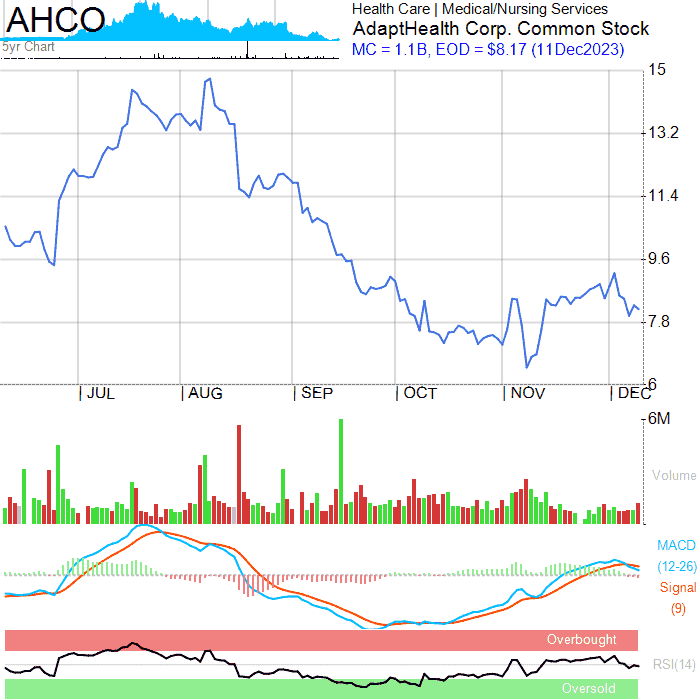 AHCO
5yr Chart
Health Care | Medical/Nursing Services
AdaptHealth Corp. Common Stock
MC = 1.1B, EOD = $8.17 (11Dec2023)
15
13.2
11.4
9.6
7.8
6
JUL
AUG
SEP
OCT
NOV
DEC
6M
Volume
MACD
(12-26)
Signal
(9)
Overbought
RSI(14)
Oversold